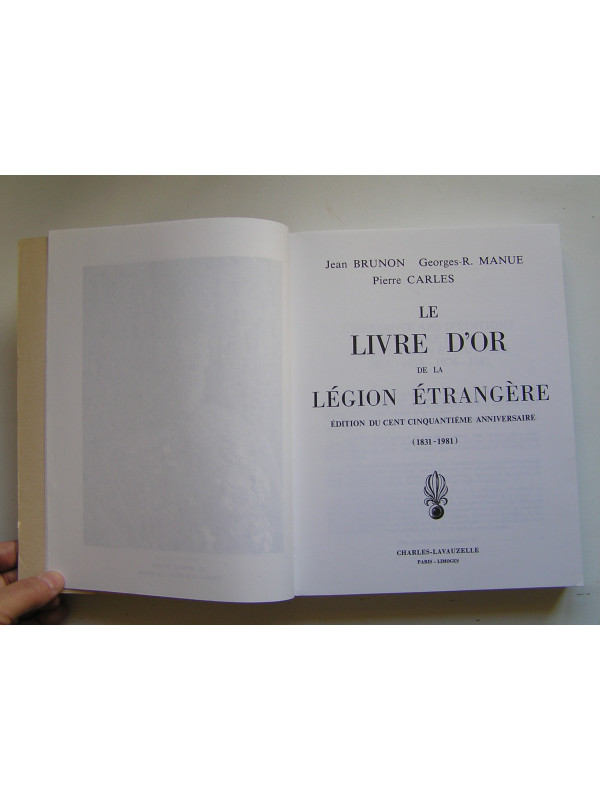 Jean BRUNON Georges-R. MANUE
Pierre CARLES
LE
LIVRE D'OR
DE LA
LÉGION ÉTRANGÈRE
ÉDITION DU CENT CINQUANTIÈME ANNIVERSAIRE
(1831-1981)
CHARLES-LAVAUZELLE
PARIS - LIMOGES